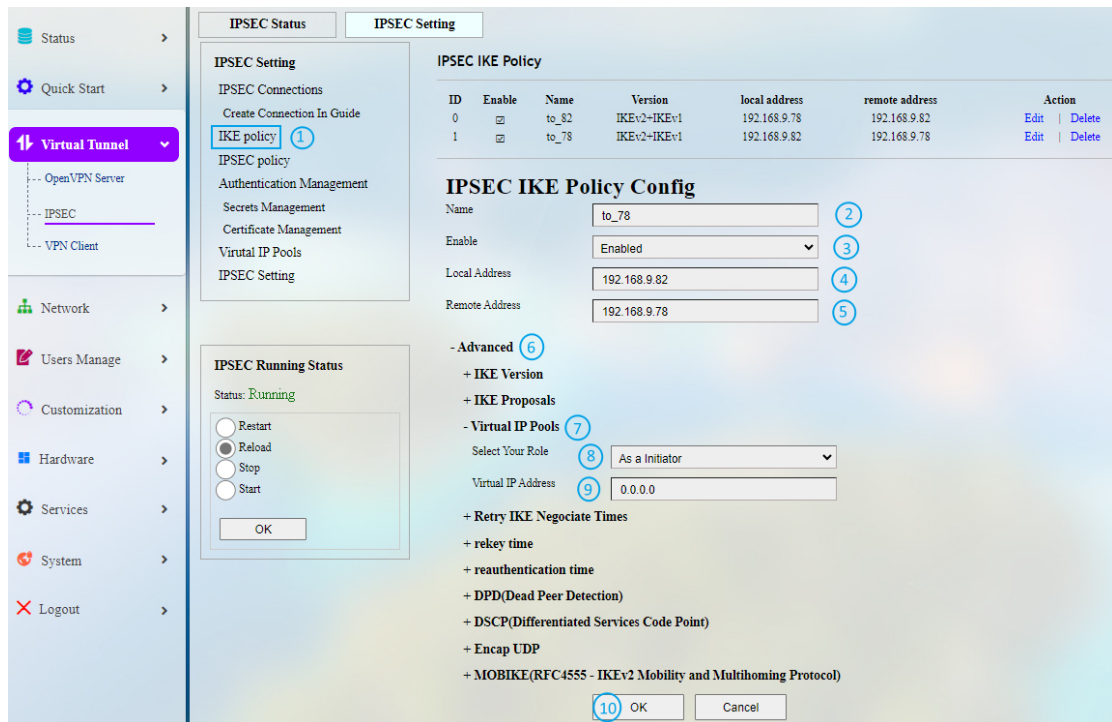 Status
Quick Start
Virtual Tunnel
OpenVPN Server
IPSEC
VPN Client
Network
Users Manage
Customization
Hardware
Services
System
Logout
IPSEC Status IPSEC Setting
IPSEC Setting
IPSEC Connections
Create Connection In Guide
IKE policy 1
IPSEC policy
Authentication Management
Secrets Management
Certificate Management
Virutal IP Pools
IPSEC Setting
IPSEC Running Status
Status: Running
Restart
Reload
Stop
Start
OK
IPSEC IKE Policy
ID Enable Name Version local address remote address Action
0 to_82 IKEv2+IKEv1 192.168.9.78 192.168.9.82 Edit | Delete
1 to_78 IKEv2+IKEv1 192.168.9.82 192.168.9.78 Edit | Delete
IPSEC IKE Policy Config
Name to_78 2
Enable Enabled 3
Local Address 192.168.9.82 4
Remote Address 192.168.9.78 5
- Advanced 6
+ IKE Version
+ IKE Proposals
- Virtual IP Pools 7
Select Your Role 8 As a Initiator
Virtual IP Address 9 0.0.0.0
+ Retry IKE Negociate Times
+ rekey time
+ reauthentication time
+ DPD(Dead Peer Detection)
+ DSCP(Differentiated Services Code Point)
+ Encap UDP
+ MOBIKE(RFC4555 - IKEv2 Mobility and Multihoming Protocol)
10 OK Cancel